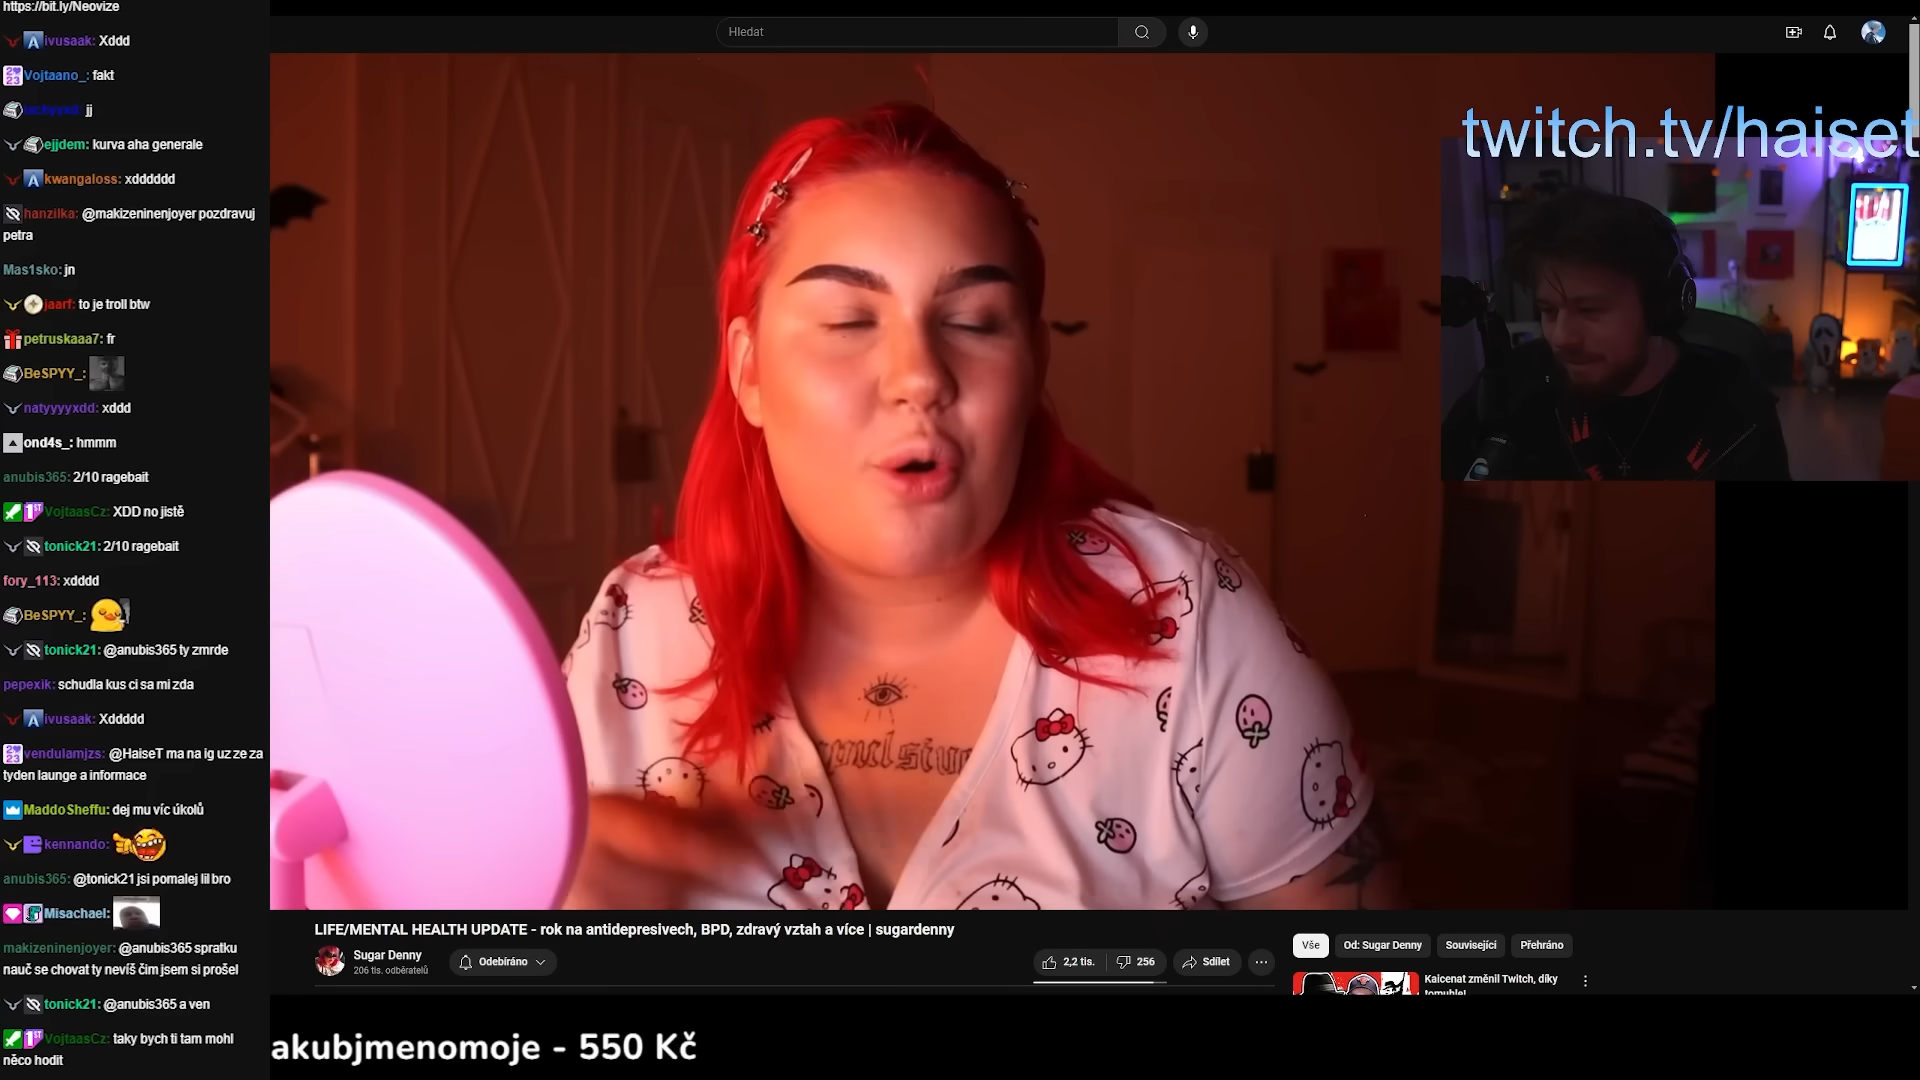 https://bit.ly/Neovize
ivusaak: Xddd
Vojtaano_: fakt
jj
ejjdem: kurva aha generale
kwangaloss: xdddddd
hanzilka: @makizeninenjoyer pozdravuj
petra
Mas1sko: jn
jaarf: to je troll btw
petruskaaa7: fr
BeSPYY_:
natyyyyxdd: xddd
ond4s_: hmmm
anubis365: 2/10 ragebait
VojtaasCz: XDD no jistě
tonick21: 2/10 ragebait
fory_113: xdddd
BeSPYY_:
tonick21: @anubis365 ty zmrde
pepexik: schudla kus ci sa mi zda
ivusaak: Xddddd
vendulamjzs: @HaiseT ma na ig uz ze za
tyden launge a informace
MaddoSheffu: dej mu víc úkolů
kennando:
anubis365: @tonick21 jsi pomalej lil bro
Misachael:
makizeninenjoyer: @anubis365 spratku
nauč se chovat ty nevíš čim jsem si prošel
tonick21: @anubis365 a ven
VojtaasCz: taky bych ti tam mohl
něco hodit
Hledat
twitch.tv/haiset
LIFE/MENTAL HEALTH UPDATE - rok na antidepresivech, BPD, zdravý vztah a více | sugardenny
Sugar Denny
206 tis. odběratelů
Odebíráno
2,2 tis.
256
Sdílet
Vše
Od: Sugar Denny
Související
Přehráno
Kaicenat změnil Twitch, díky
tomuhle!
akubjmenomoje - 550 Kč